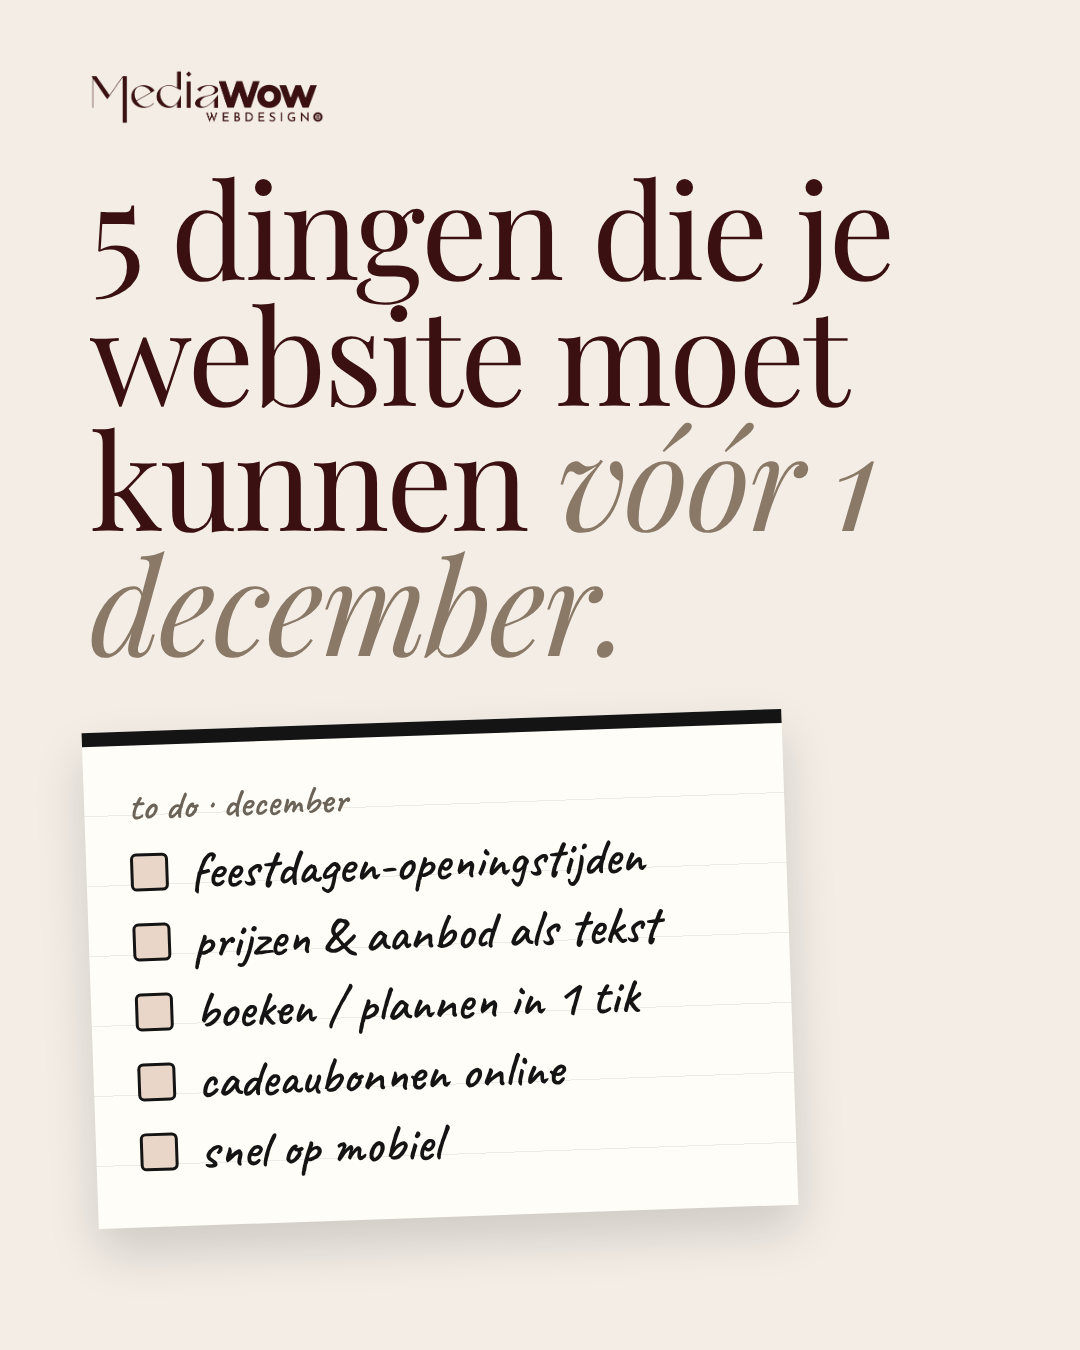 MediaWow
WEBDESIGN
5 dingen die je
website moet
kunnen vóór 1
december.
to do · december
feestdagen-openingstijden
prijzen & aanbod als tekst
boeken / plannen in 1 tik
cadeaubonnen online
snel op mobiel